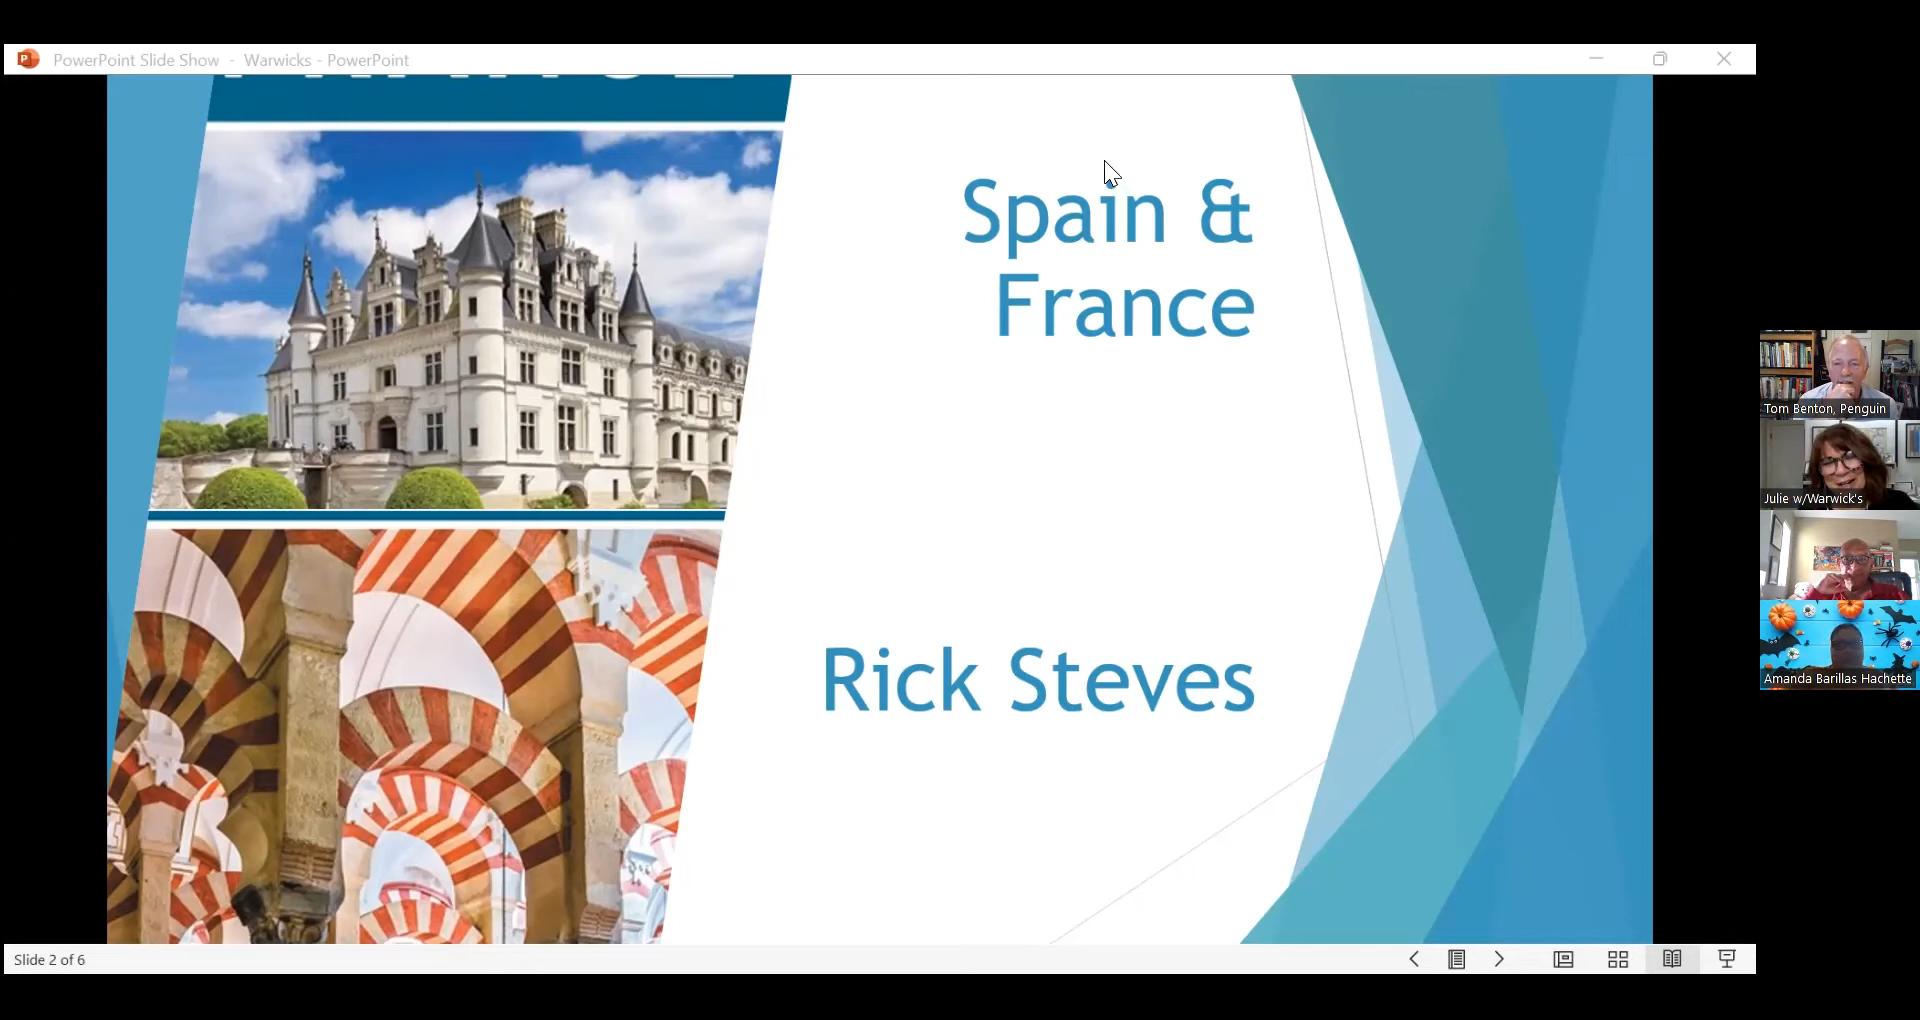 PowerPoint Slide Show - Warwicks - PowerPoint
Spain &
France
Rick Steves
Tom Benton, Penguin
Julie w/Warwick's
Amanda Barillas Hachette
Slide 2 of 6